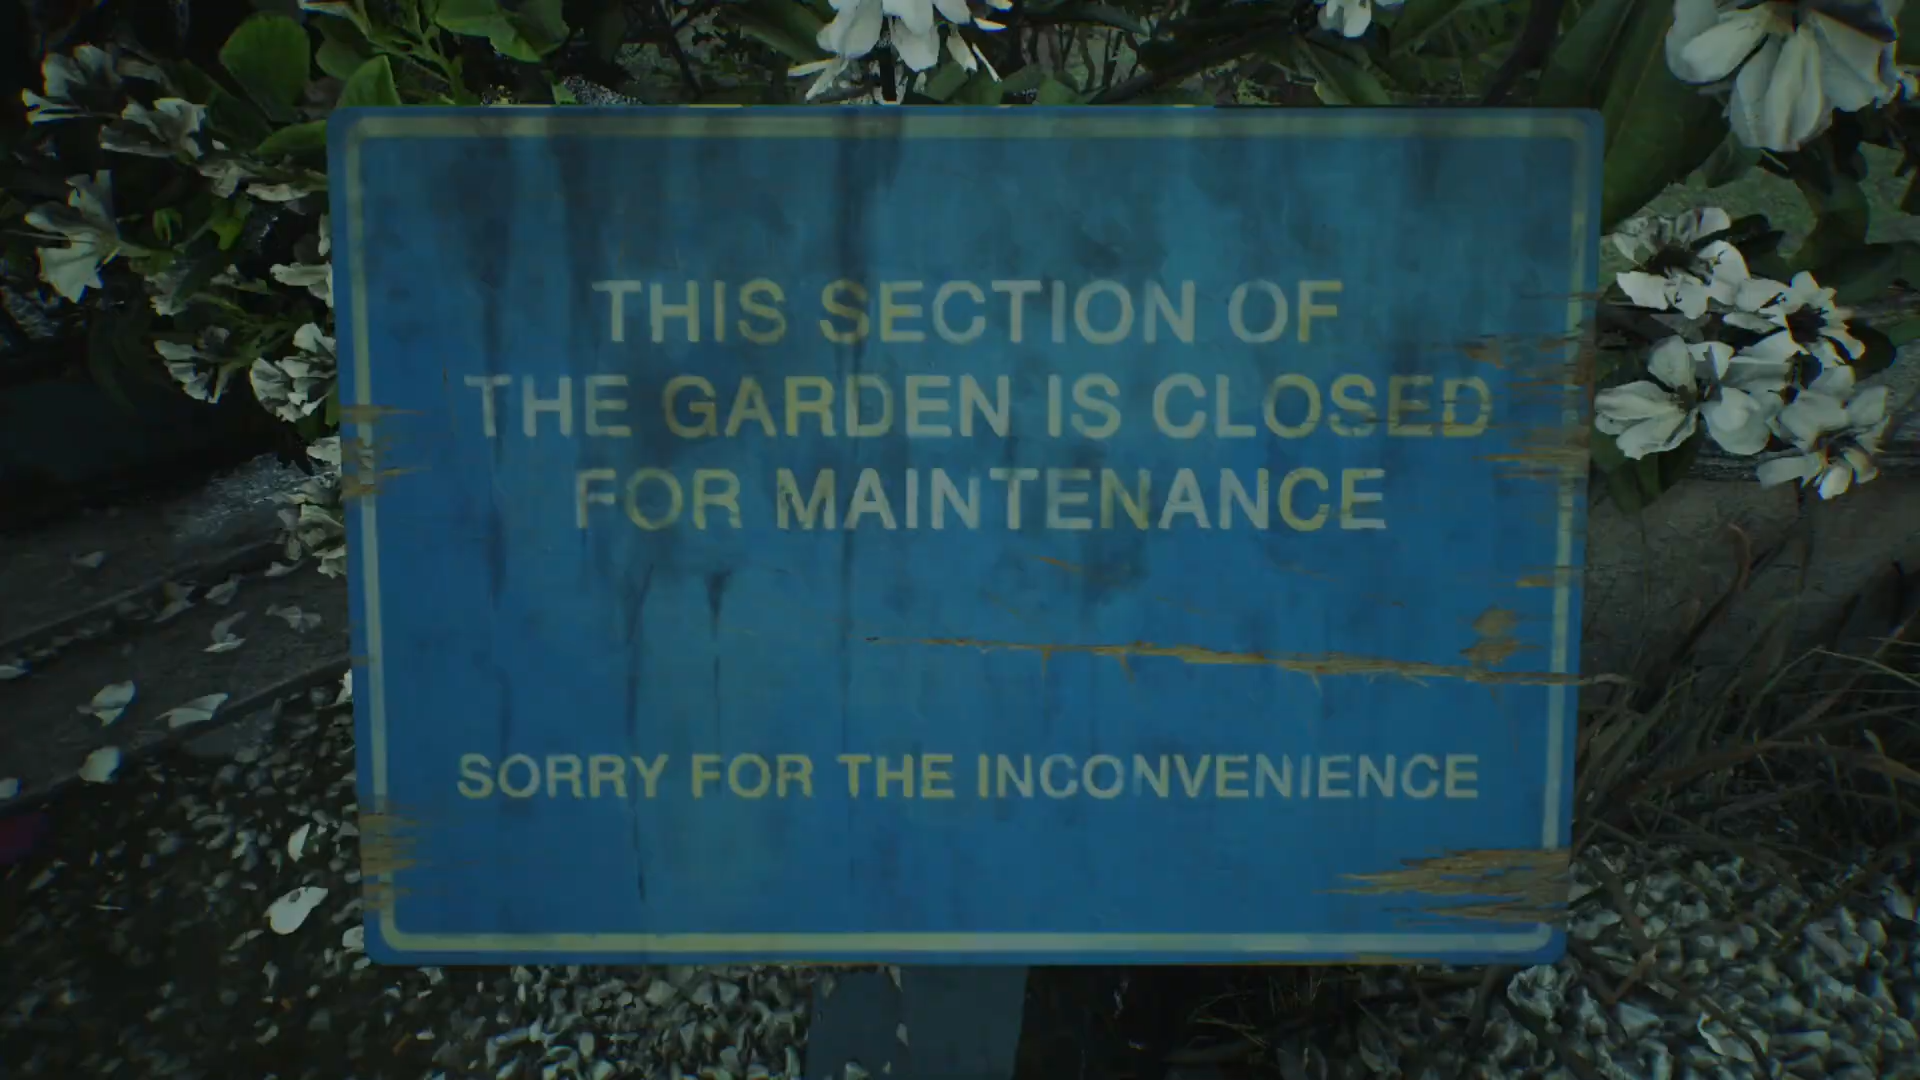 THIS SECTION OF
THE GARDEN IS CLOSED
FOR MAINTENANCE
SORRY FOR THE INCONVENIENCE